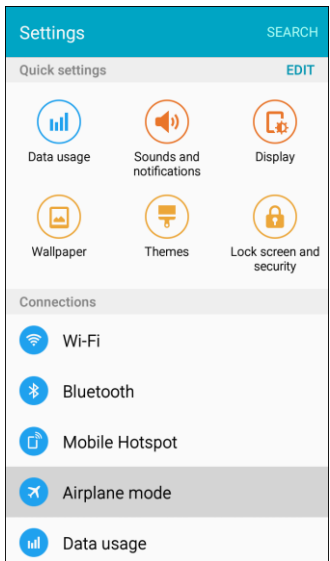 Settings SEARCH
Quick settings EDIT
Data usage Sounds and notifications Display
Wallpaper Themes Lock screen and security
Connections
Wi-Fi
Bluetooth
Mobile Hotspot
Airplane mode
Data usage